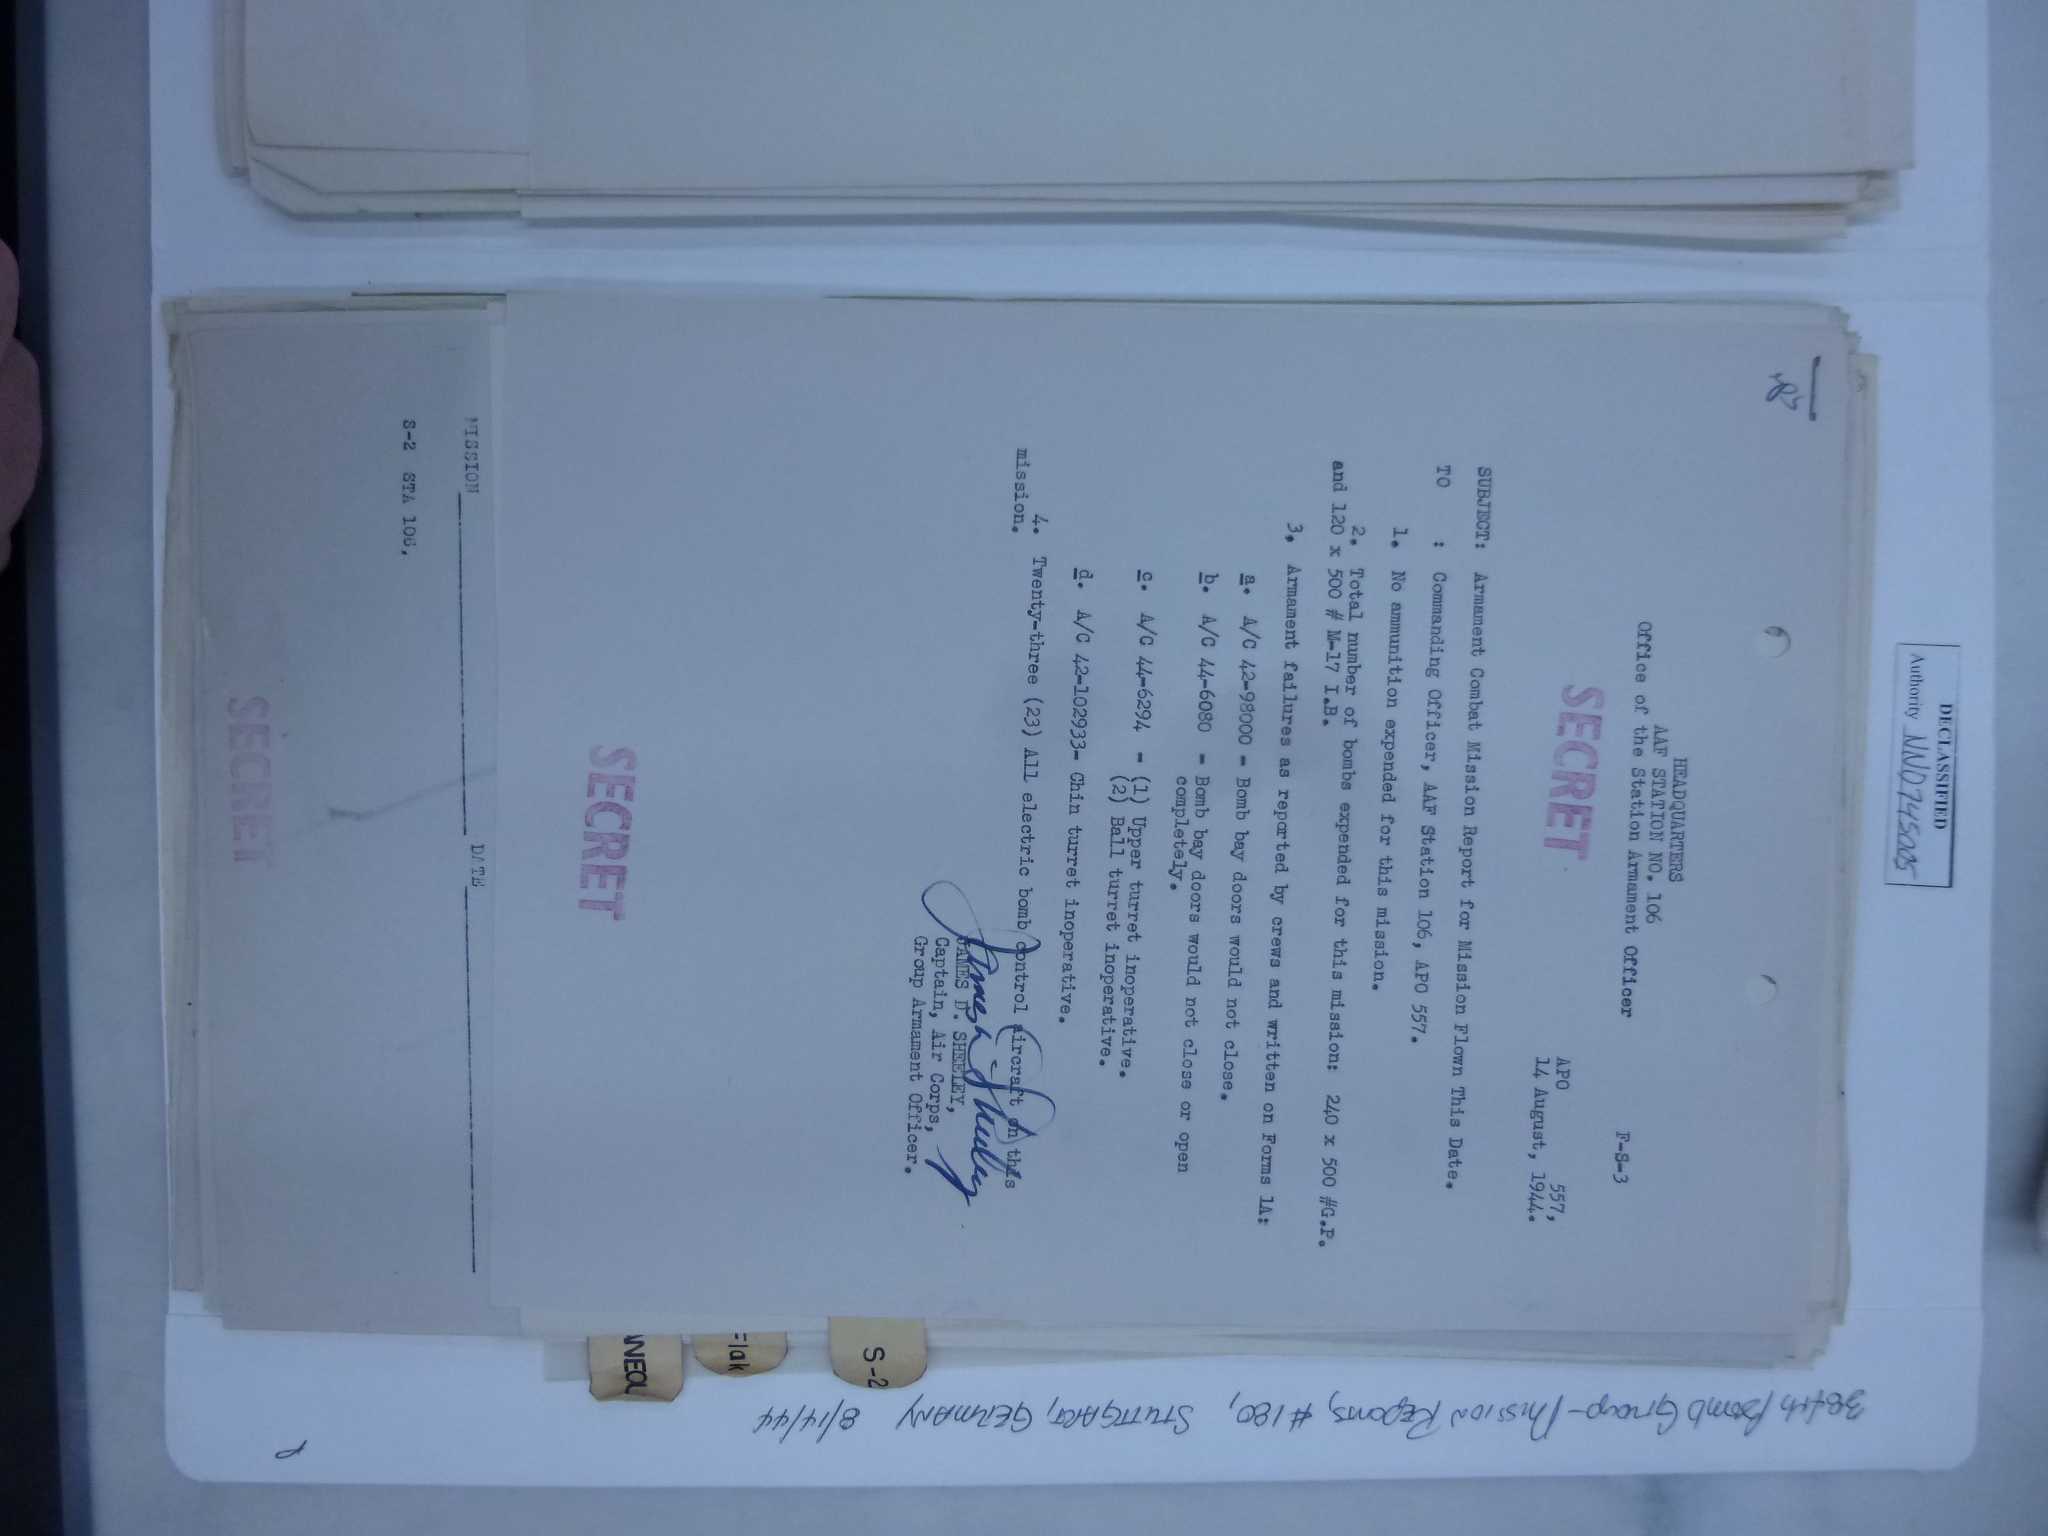 DECLASSIFIED
Authority NND745005
HEADQUARTERS
AAF STATION NO. 106
Office of the Station Armament Officer
F-S-3
SECRET
APO 557,
14 August, 1944.
SUBJECT: Armament Combat Mission Report for Mission Flown This Date.
TO : Commanding Officer, AAF Station 106, APO 557.
1. No ammunition expended for this mission.
2. Total number of bombs expended for this mission: 240 x 500 #G.P.
and 120 x 500 # M-17 I.B.
3. Armament failures as reported by crews and written on Forms 1A:
a. A/C 42-98000 - Bomb bay doors would not close.
b. A/C 44-6080 - Bomb bay doors would not close or open
completely.
c. A/C 44-6294 - (1) Upper turret inoperative.
(2) Ball turret inoperative.
d. A/C 42-102933- Chin turret inoperative.
4. Twenty-three (23) All electric bomb control aircraft on this
mission.
James D. Sheeley
JAMES D. SHEELEY,
Captain, Air Corps,
Group Armament Officer.
SECRET
MISSION DATE
S-2 STA 106,
SECRET
S-2
Flak
384th Bomb Group - Mission Reports, #180, STUTTGART, GERMANY 8/14/44